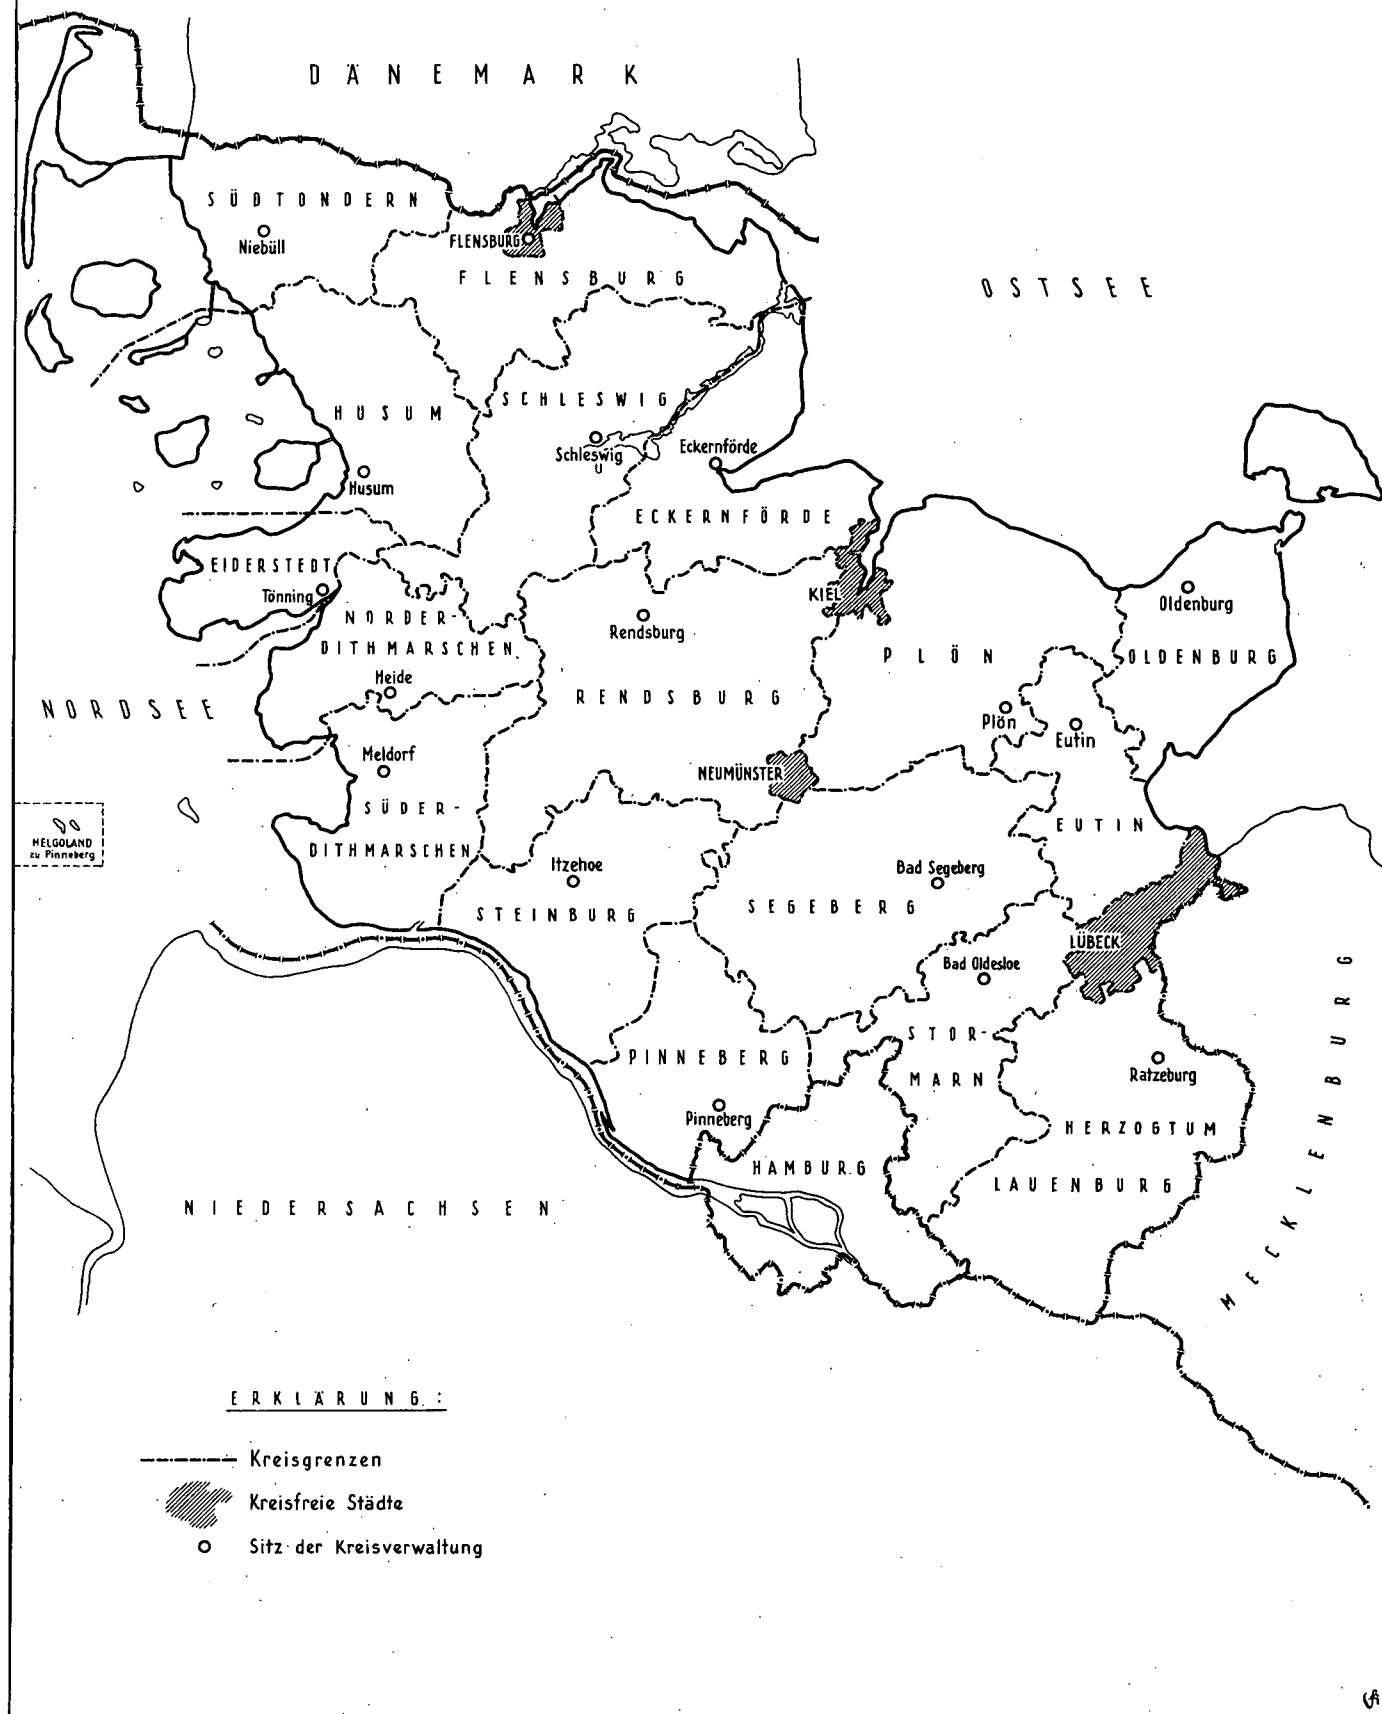 DÄNEMARK
SÜDTONDERN
Niebüll
FLENSBURG
FLENSBURG
OSTSEE
SCHLESWIG
HUSUM
Schleswig
Eckernförde
Husum
ECKERNFÖRDE
EIDERSTEDT
Tönning
KIEL
Oldenburg
NORDER-
DITHMARSCHEN
Rendsburg
PLÖN
OLDENBURG
Heide
RENDSBURG
NORDSEE
Plön
Eutin
Meldorf
NEUMÜNSTER
SÜDER-
DITHMARSCHEN
EUTIN
HELGOLAND
zu Pinneberg
Itzehoe
Bad Segeberg
STEINBURG
SEGEBERG
LÜBECK
Bad Oldesloe
STOR-
MARN
PINNEBERG
Ratzeburg
Pinneberg
HERZOGTUM
LAUENBURG
HAMBURG
NIEDERSACHSEN
MECKLENBURG
ERKLÄRUNG:
Kreisgrenzen
Kreisfreie Städte
Sitz der Kreisverwaltung